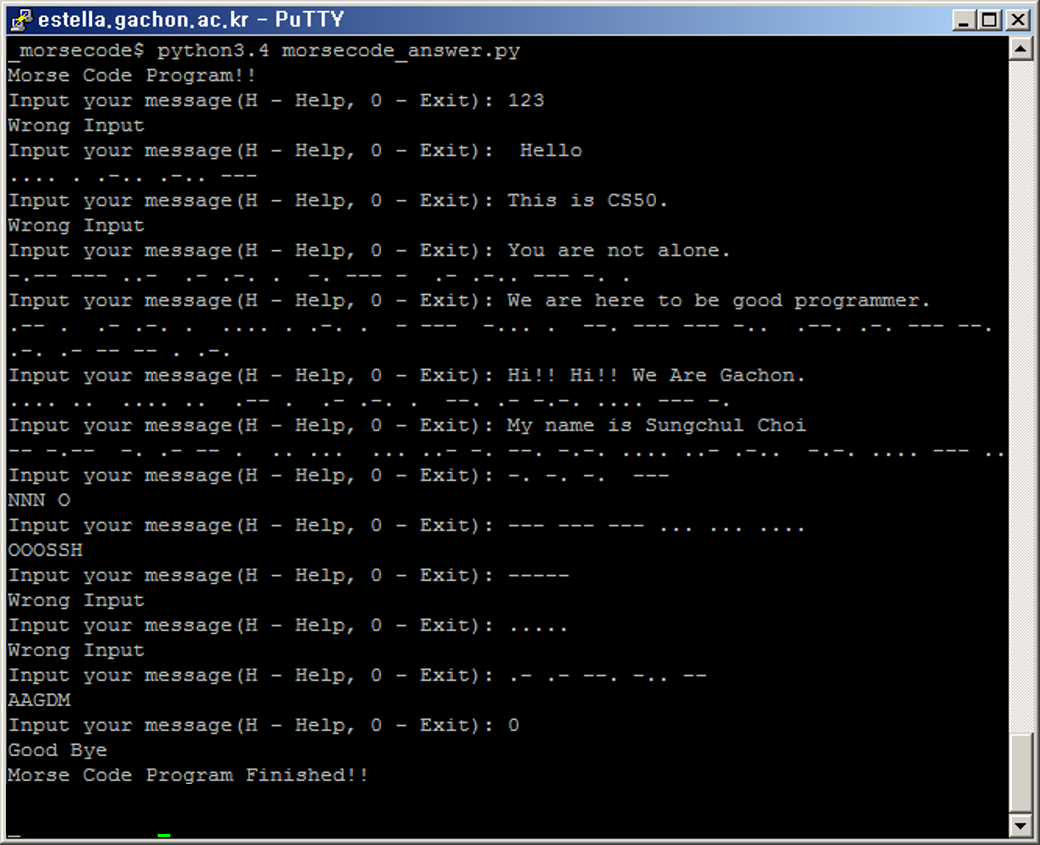 estella.gachon.ac.kr - PuTTY
_morsecode$ python3.4 morsecode_answer.py
Morse Code Program!!
Input your message(H - Help, 0 - Exit): 123
Wrong Input
Input your message(H - Help, 0 - Exit):  Hello
.... . .-.. .-.. ---
Input your message(H - Help, 0 - Exit): This is CS50.
Wrong Input
Input your message(H - Help, 0 - Exit): You are not alone.
-.-- --- ..-  .- .-. .  -. --- -  .- .-.. --- -. .
Input your message(H - Help, 0 - Exit): We are here to be good programmer.
.-- .  .- .-. .  .... . .-. .  - ---  -... .  --. --- --- -..  .--. .-. --- --.
.-. .- -- -- . .-.
Input your message(H - Help, 0 - Exit): Hi!! Hi!! We Are Gachon.
.... ..  .... ..  .-- .  .- .-. .  --. .- -.-. .... --- -.
Input your message(H - Help, 0 - Exit): My name is Sungchul Choi
-- -.--  -. .- -- .  .. ...  ... ..- -. --. -.-. .... ..- .-..  -.-. .... --- ..
Input your message(H - Help, 0 - Exit): -. -. -.  ---
NNN O
Input your message(H - Help, 0 - Exit): --- --- --- ... ... ....
OOOSSH
Input your message(H - Help, 0 - Exit): -----
Wrong Input
Input your message(H - Help, 0 - Exit): .....
Wrong Input
Input your message(H - Help, 0 - Exit): .- .- --. -.. --
AAGDM
Input your message(H - Help, 0 - Exit): 0
Good Bye
Morse Code Program Finished!!